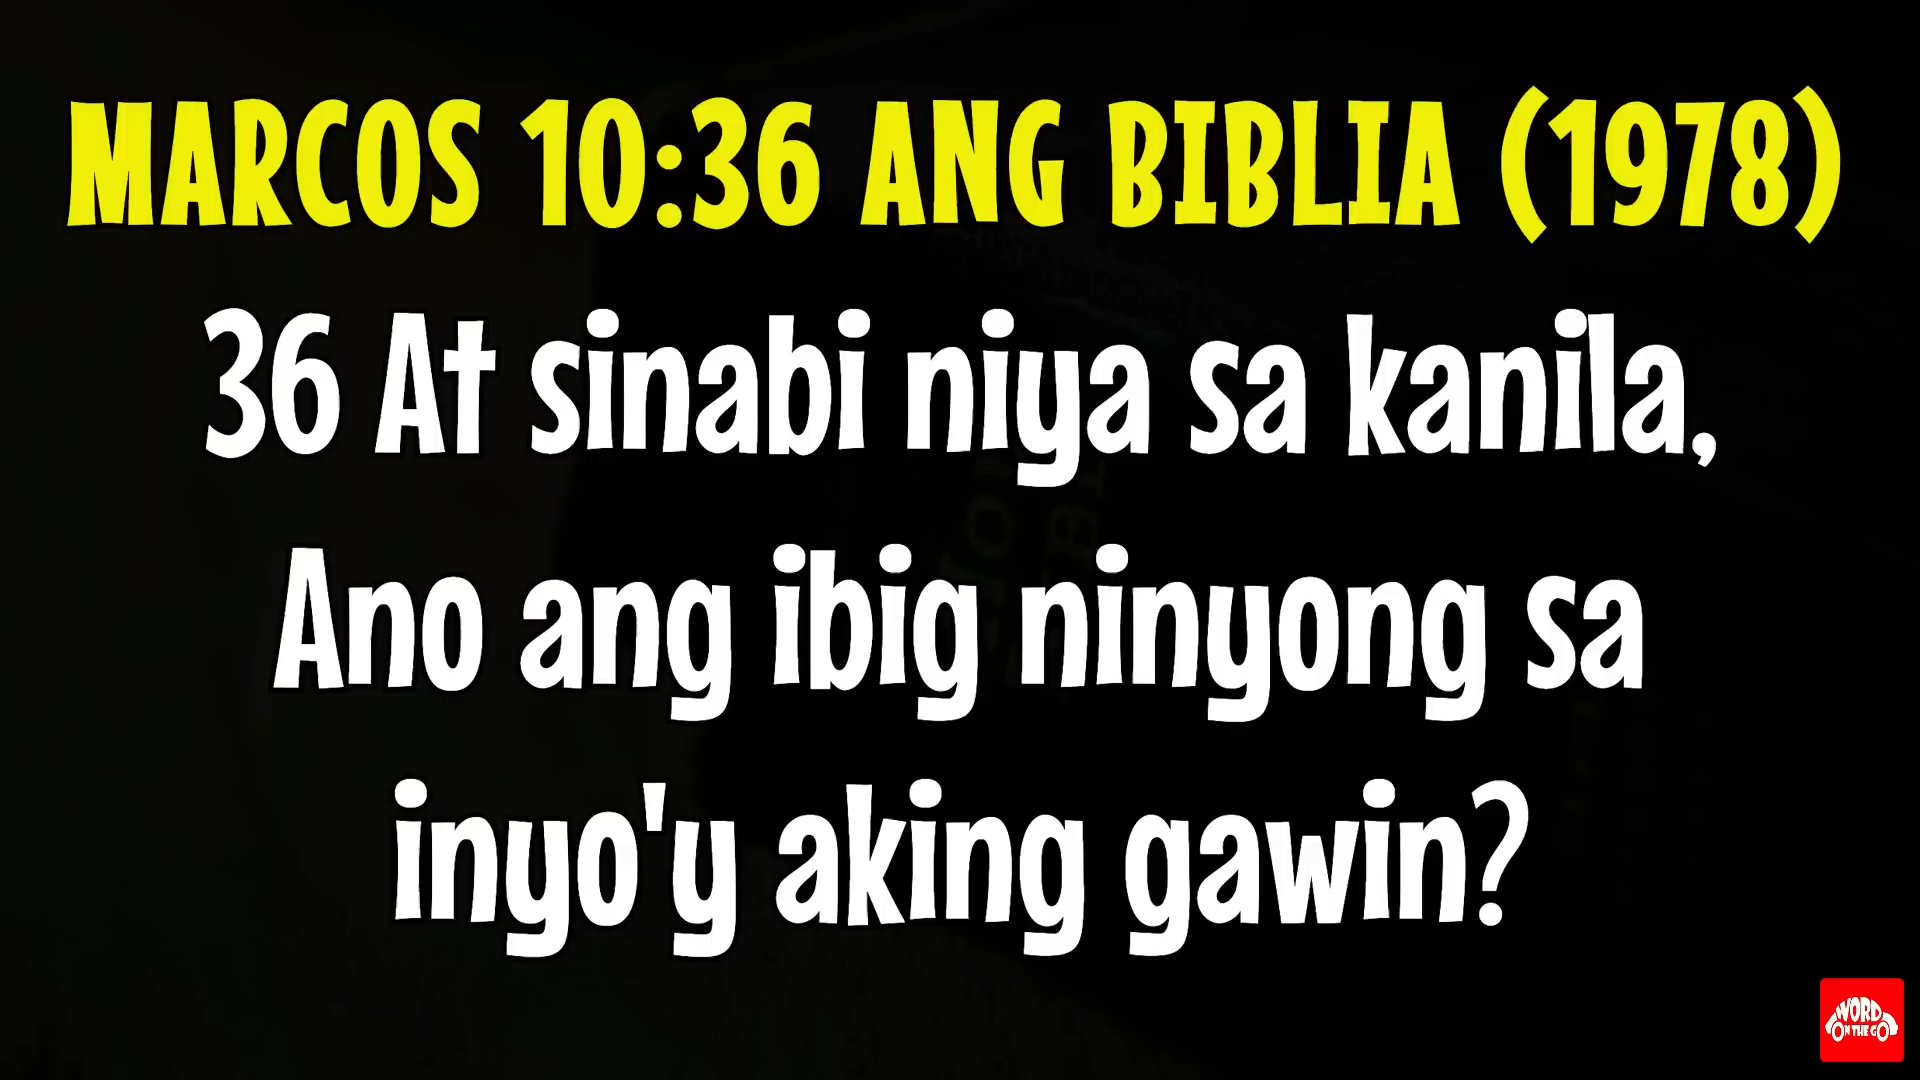 MARCOS 10:36 ANG BIBLIA (1978)
36 At sinabi niya sa kanila,
Ano ang ibig ninyong sa
inyo'y aking gawin?
WORD
ON THE GO